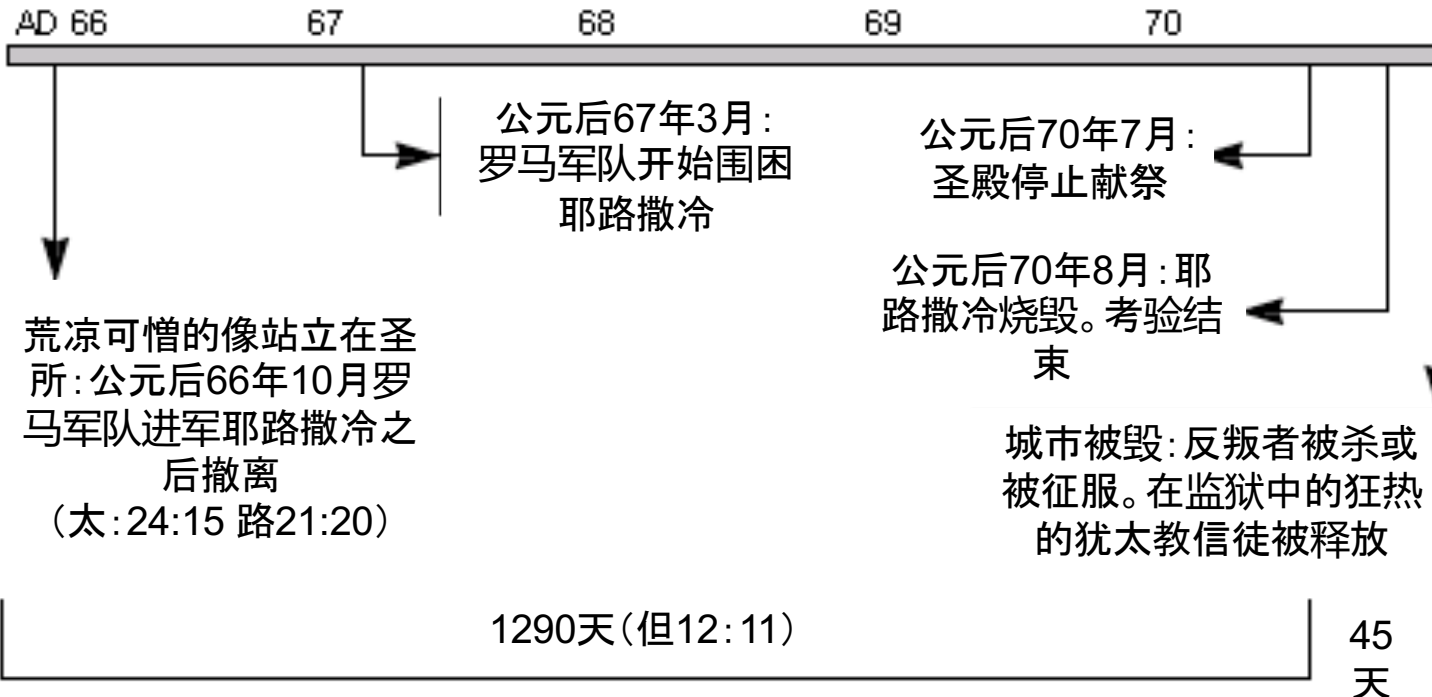 AD 66 67 68 69 70
公元后67年3月:
罗马军队开始围困
耶路撒冷
公元后70年7月:
圣殿停止献祭
公元后70年8月:耶
路撒冷烧毁。考验结
束
荒凉可憎的像站立在圣
所:公元后66年10月罗
马军队进军耶路撒冷之
后撤离
(太:24:15 路21:20)
城市被毁:反叛者被杀或
被征服。在监狱中的狂热
的犹太教信徒被释放
1290天(但12:11)
45
天